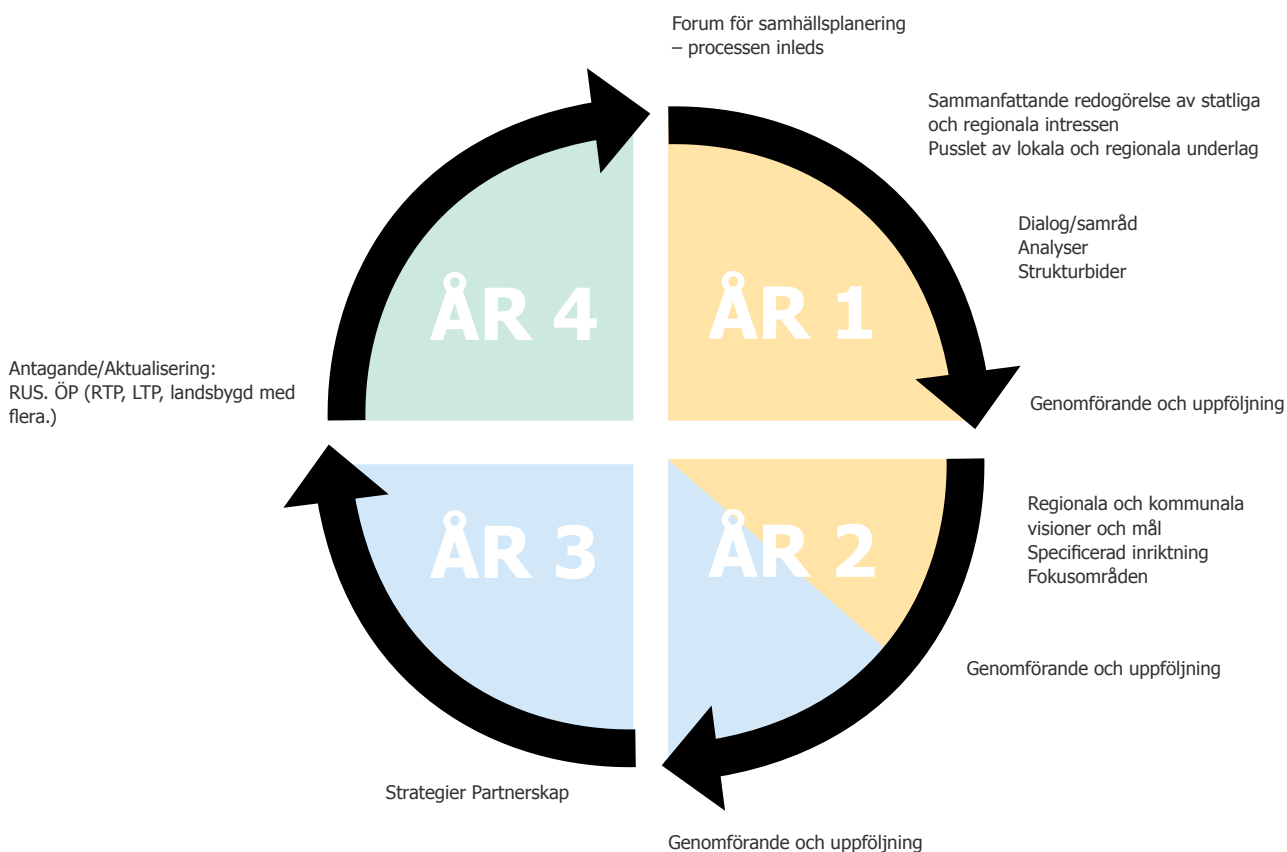 Forum för samhällsplanering
– processen inleds
Sammanfattande redogörelse av statliga
och regionala intressen
Pusslet av lokala och regionala underlag
Dialog/samråd
Analyser
Strukturbider
ÅR 4
ÅR 1
Antagande/Aktualisering:
RUS. ÖP (RTP, LTP, landsbygd med
flera.)
Genomförande och uppföljning
Regionala och kommunala
visioner och mål
Specificerad inriktning
Fokusområden
ÅR 3
ÅR 2
Genomförande och uppföljning
Strategier Partnerskap
Genomförande och uppföljning